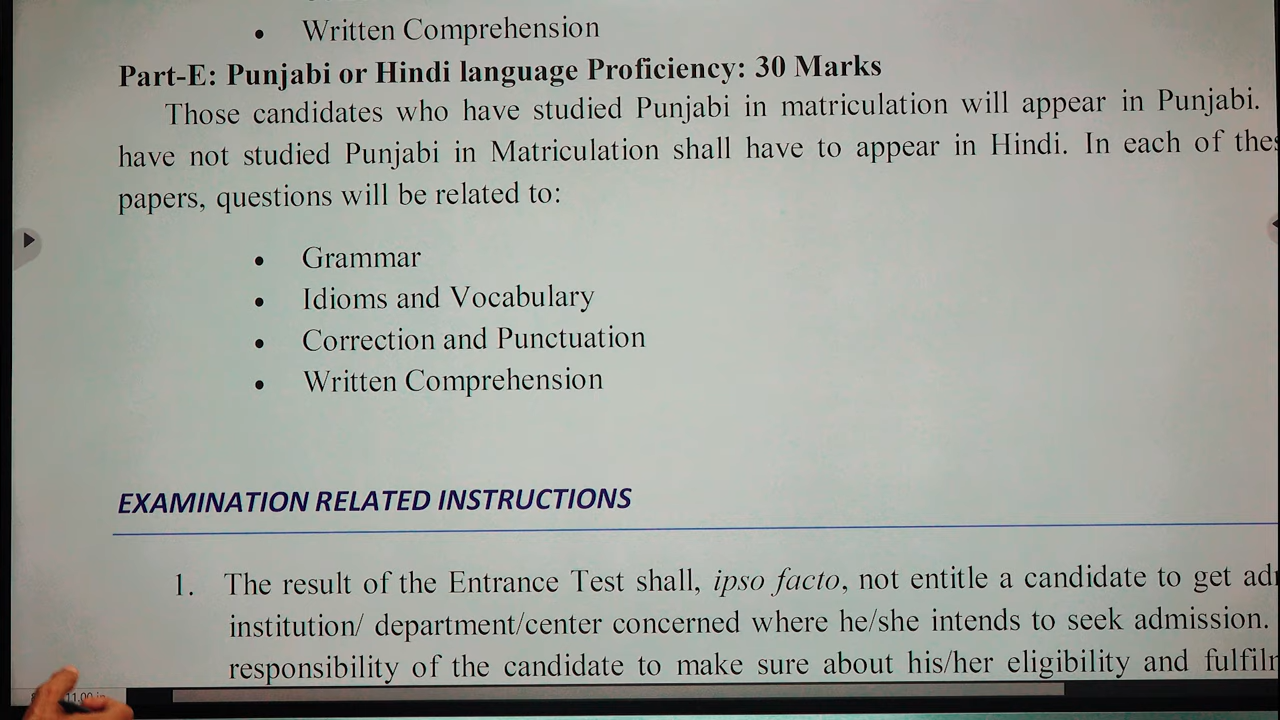 • Written Comprehension
Part-E: Punjabi or Hindi language Proficiency: 30 Marks
Those candidates who have studied Punjabi in matriculation will appear in Punjabi.
have not studied Punjabi in Matriculation shall have to appear in Hindi. In each of thes
papers, questions will be related to:
• Grammar
• Idioms and Vocabulary
• Correction and Punctuation
• Written Comprehension
EXAMINATION RELATED INSTRUCTIONS
1. The result of the Entrance Test shall, ipso facto, not entitle a candidate to get
institution/ department/center concerned where he/she intends to seek admission.
responsibility of the candidate to make sure about his/her eligibility and
11.00 in